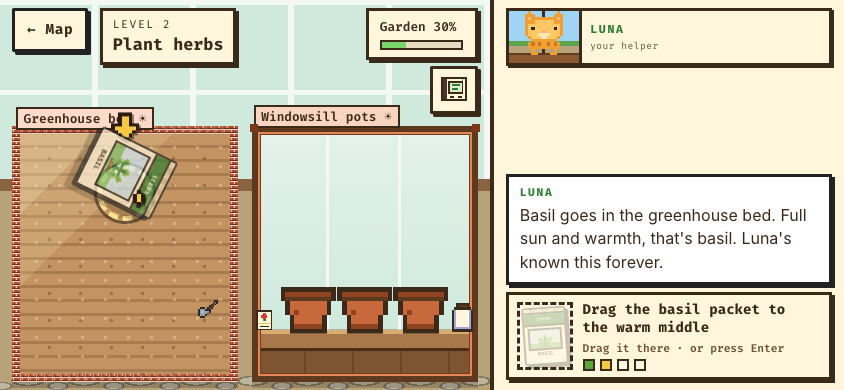 ← Map
LEVEL 2
Plant herbs
Garden 30%
Greenhouse
Windowsill pots ☀
BASIL
LUNA
your helper
LUNA
Basil goes in the greenhouse bed. Full
sun and warmth, that's basil. Luna's
known this forever.
Drag the basil packet to
the warm middle
Drag it there · or press Enter
BASIL